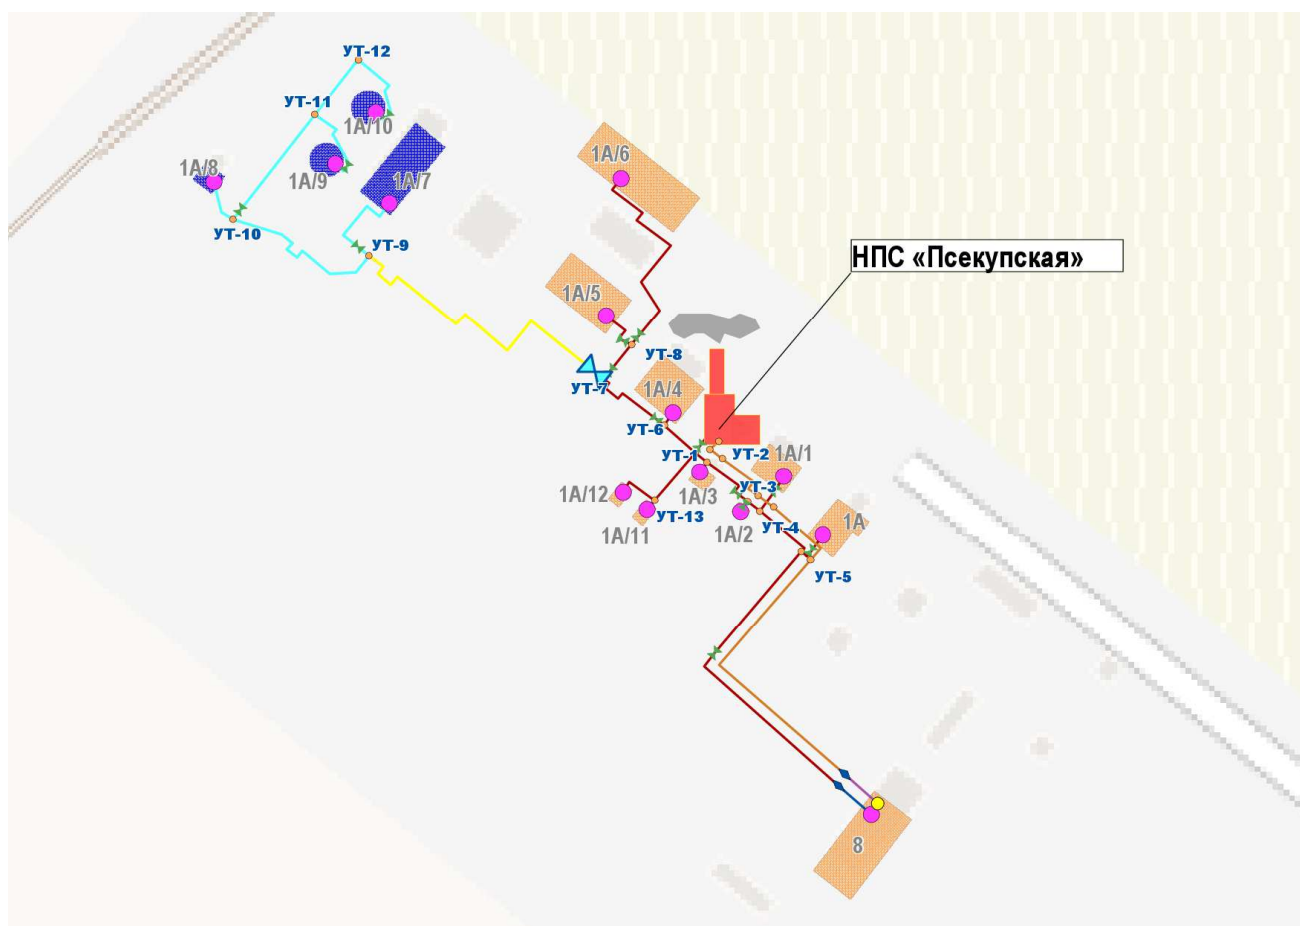 УТ-12
УТ-11
1А/10
1А/8
1А/9
1А/7
1А/6
УТ-10
УТ-9
НПС «Псекупская»
1А/5
УТ-8
УТ-7
1А/4
УТ-6
УТ-1
УТ-2
1А/1
1А/12
1А/3
УТ-3
УТ-13
1А/11
1А/2
УТ-4
1А
УТ-5
8